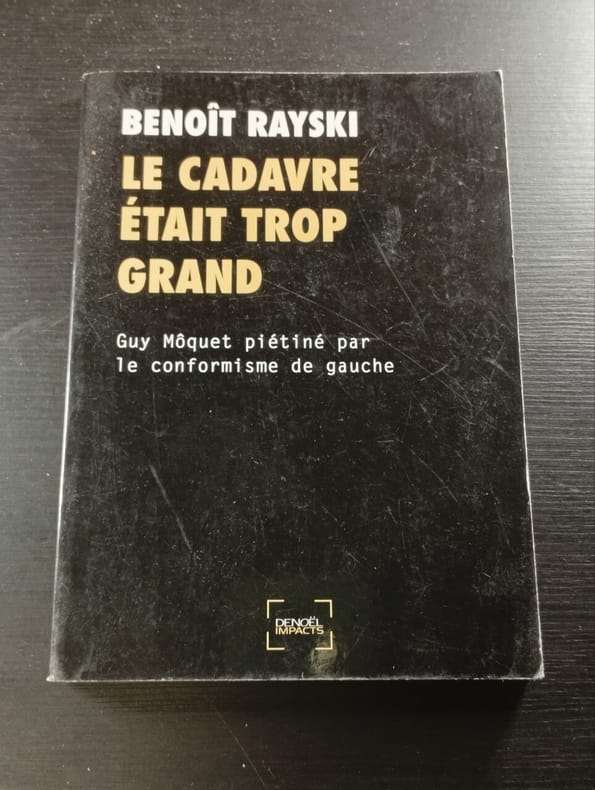 BENOÎT RAYSKI
LE CADAVRE
ÉTAIT TROP
GRAND
Guy Môquet piétiné par
le conformisme de gauche
DENOËL
IMPACTS